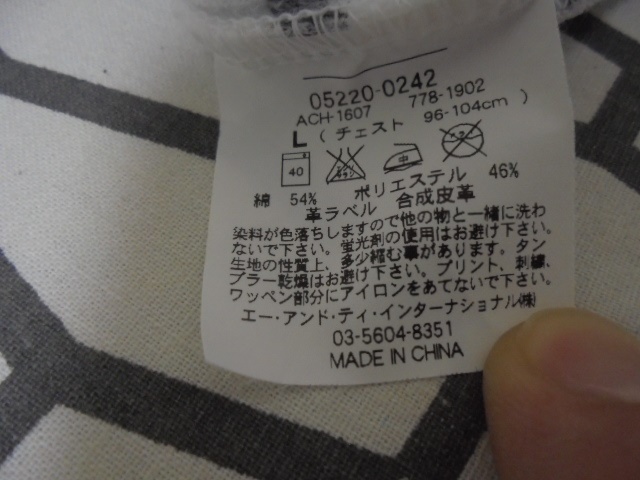 05220-0242
ACH-1607 778-1902
L ( チェスト 96-104cm )
40 エンソ サラシ 中
綿 54% ポリエステル 46%
革ラベル 合成皮革
染料が色落ちしますので他の物と一緒に洗わ
ないで下さい。蛍光剤の使用はお避け下さい。
生地の性質上、多少縮む事があります。タン
ブラー乾燥はお避け下さい。プリント、刺繍、
ワッペン部分にアイロンをあてないで下さい。
エー・アンド・ティ・インターナショナル㈱
03-5604-8351
MADE IN CHINA